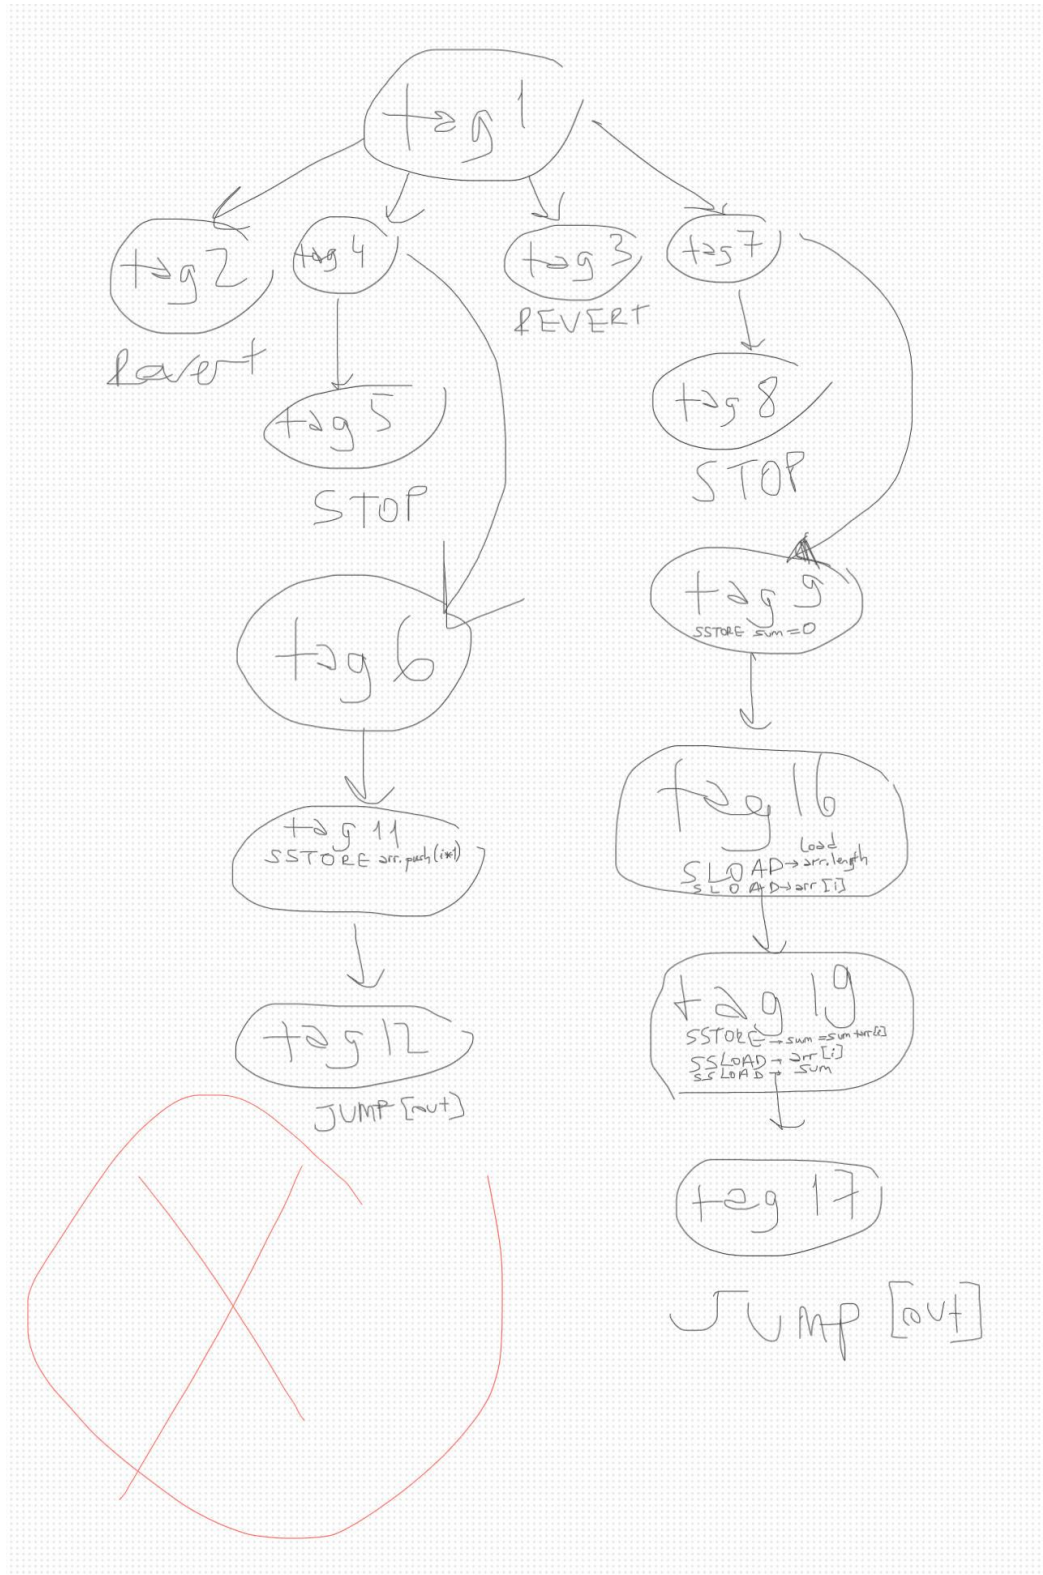 tag 1
tag 2
tag 4
tag 3
tag 7
Revert
REVERT
tag 5
STOP
tag 8
STOP
tag 6
tag 9
SSTORE sum=0
tag 11
SSTORE arr.push(i*1)
tag 16
load
SLOAD→arr.length
SLOAD→arr[i]
tag 12
JUMP [out]
tag 19
SSTORE→sum=sum+arr[i]
SSLOAD→arr[i]
SSLOAD→sum
tag 17
JUMP [out]